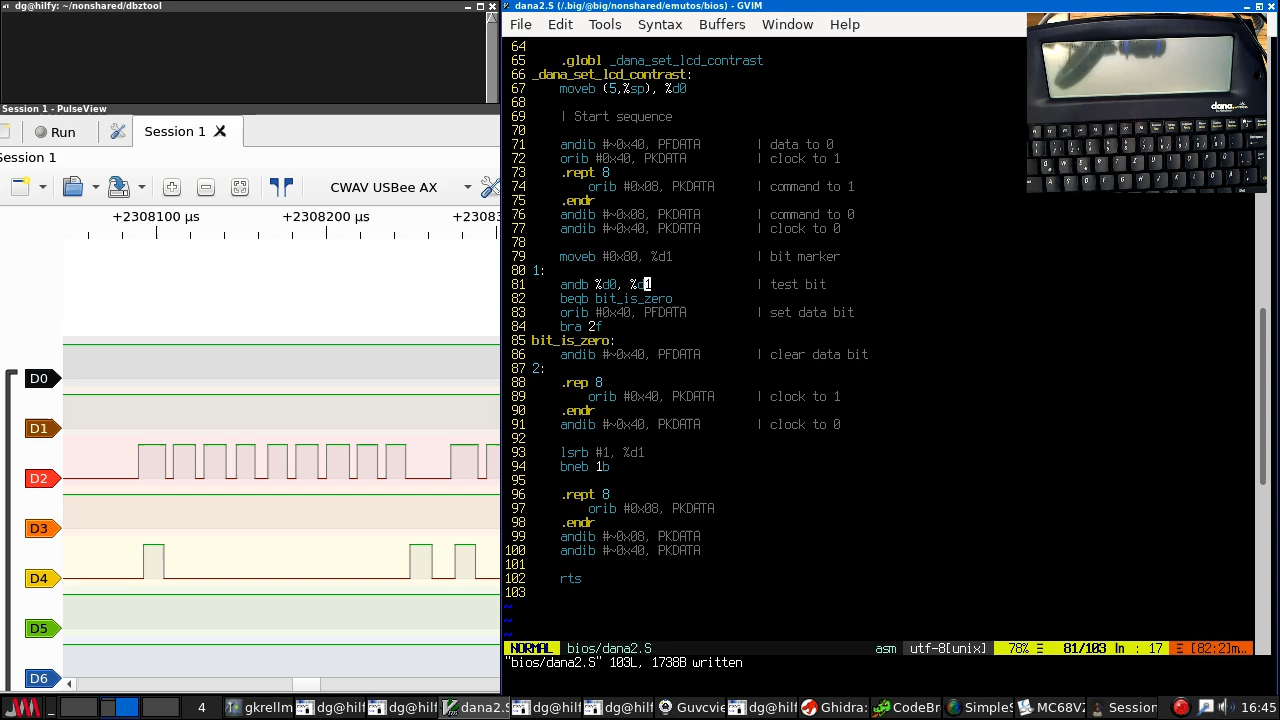 dg@hilfy: ~/nonshared/dbztool
dana2.S (/.big/@big/nonshared/emutos/bios) - GVIM
File Edit Tools Syntax Buffers Window Help
Session 1 - PulseView
Run
Session 1
Session 1
CWAV USBee AX
+2308100 µs +2308200 µs +23083
D0
D1
D2
D3
D4
D5
D6
64
65 .globl _dana_set_lcd_contrast
66 _dana_set_lcd_contrast:
67 moveb (5,%sp), %d0
68
69 | Start sequence
70
71 andib #~0x40, PFDATA | data to 0
72 orib #0x40, PKDATA | clock to 1
73 .rept 8
74 orib #0x08, PKDATA | command to 1
75 .endr
76 andib #~0x08, PKDATA | command to 0
77 andib #~0x40, PKDATA | clock to 0
78
79 moveb #0x80, %d1 | bit marker
80 1:
81 andb %d0, %d1 | test bit
82 beqb bit_is_zero
83 orib #0x40, PFDATA | set data bit
84 bra 2f
85 bit_is_zero:
86 andib #~0x40, PFDATA | clear data bit
87 2:
88 .rep 8
89 orib #0x40, PKDATA | clock to 1
90 .endr
91 andib #~0x40, PKDATA | clock to 0
92
93 lsrb #1, %d1
94 bneb 1b
95
96 .rept 8
97 orib #0x08, PKDATA
98 .endr
99 andib #~0x08, PKDATA
100 andib #~0x40, PKDATA
101
102 rts
103
~
~
~
NORMAL bios/dana2.S asm utf-8[unix] 78% Ξ 81/103 ln : 17 Ξ [82:2]m…
"bios/dana2.S" 103L, 1738B written
dana
4 gkrellm dg@hilf dg@hilf dana2.S dg@hilf dg@hilf Guvcvie dg@hilf Ghidra: CodeBr SimpleS MC68V Session 16:45